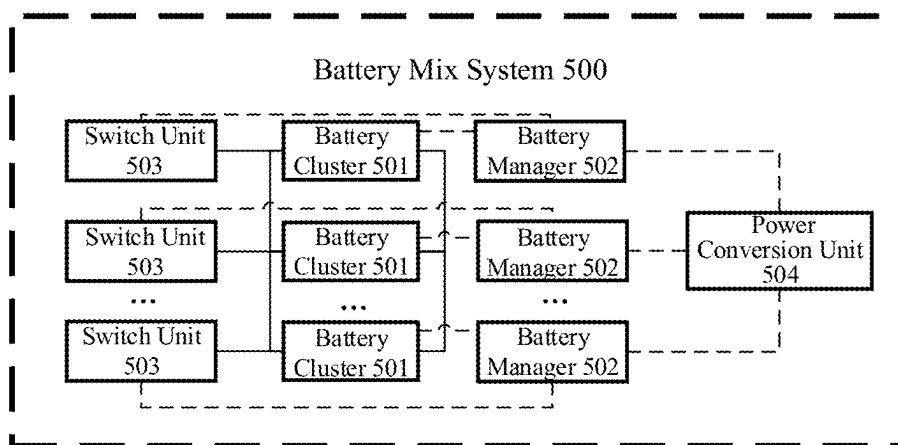 Battery Mix System 500
Switch Unit
503
Battery
Cluster 501
Battery
Manager 502
Switch Unit
503
Battery
Cluster 501
Battery
Manager 502
Power
Conversion Unit
504
...
...
...
Switch Unit
503
Battery
Cluster 501
Battery
Manager 502